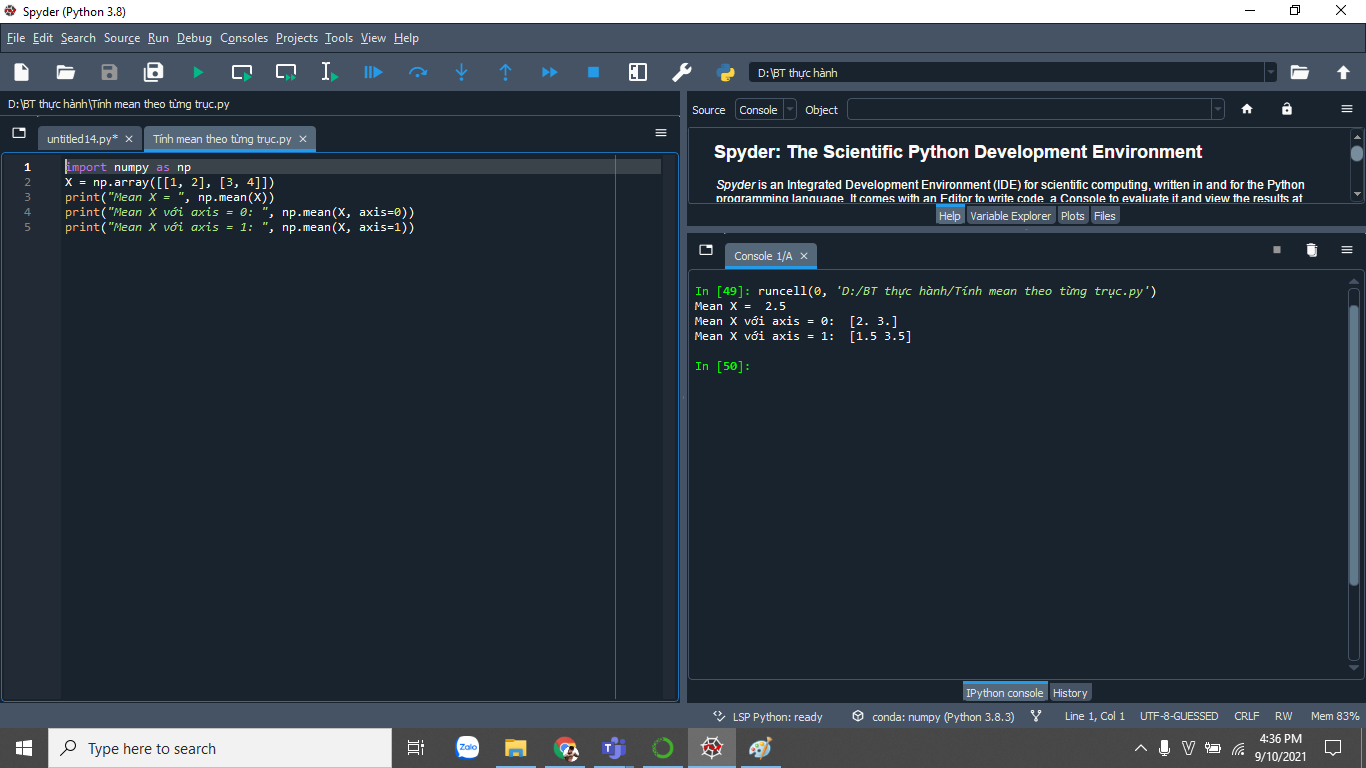 Spyder (Python 3.8)
File Edit Search Source Run Debug Consoles Projects Tools View Help
D:\BT thực hành
D:\BT thực hành\Tính mean theo từng trục.py
untitled14.py*
Tính mean theo từng trục.py
1 import numpy as np
2 X = np.array([[1, 2], [3, 4]])
3 print("Mean X = ", np.mean(X))
4 print("Mean X với axis = 0: ", np.mean(X, axis=0))
5 print("Mean X với axis = 1: ", np.mean(X, axis=1))
Source Console Object
Spyder: The Scientific Python Development Environment
Spyder is an Integrated Development Environment (IDE) for scientific computing, written in and for the Python
programming language. It comes with an Editor to write code, a Console to evaluate it and view the results at
Help Variable Explorer Plots Files
Console 1/A
In [49]: runcell(0, 'D:/BT thực hành/Tính mean theo từng trục.py')
Mean X =  2.5
Mean X với axis = 0:  [2. 3.]
Mean X với axis = 1:  [1.5 3.5]
In [50]:
IPython console History
LSP Python: ready conda: numpy (Python 3.8.3) Line 1, Col 1 UTF-8-GUESSED CRLF RW Mem 83%
Type here to search
Zalo
4:36 PM
9/10/2021